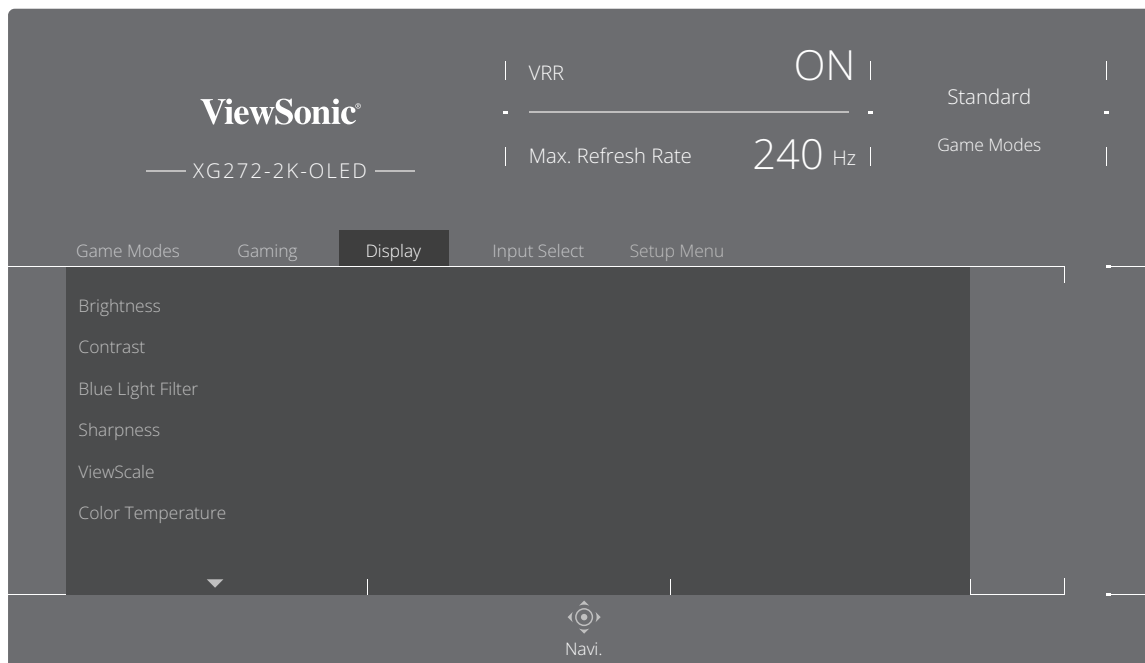 ViewSonic®
XG272-2K-OLED
VRR ON
Max. Refresh Rate 240 Hz
Standard
Game Modes
Game Modes Gaming Display Input Select Setup Menu
Brightness
Contrast
Blue Light Filter
Sharpness
ViewScale
Color Temperature
Navi.